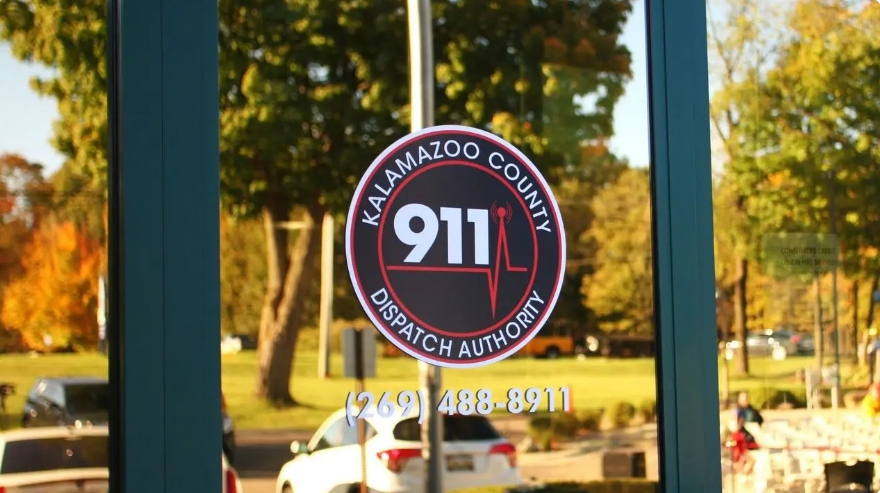 KALAMAZOO COUNTY
911
DISPATCH AUTHORITY
(269) 488-8911